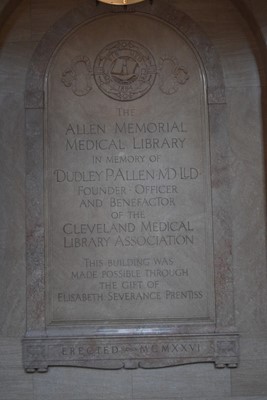 THE
ALLEN MEMORIAL
MEDICAL LIBRARY
IN MEMORY OF
DUDLEY P. ALLEN MD LL.D
FOUNDER OFFICER
AND BENEFACTOR
OF THE
CLEVELAND MEDICAL
LIBRARY ASSOCIATION
THIS BUILDING WAS
MADE POSSIBLE THROUGH
THE GIFT OF
ELISABETH SEVERANCE PRENTISS
ERECTED MCMXXVI